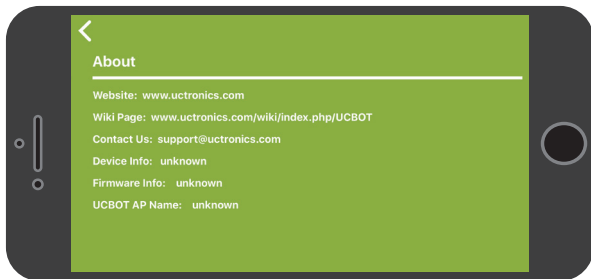 About
Website: www.uctronics.com
Wiki Page: www.uctronics.com/wiki/index.php/UCBOT
Contact Us: support@uctronics.com
Device Info: unknown
Firmware Info: unknown
UCBOT AP Name: unknown